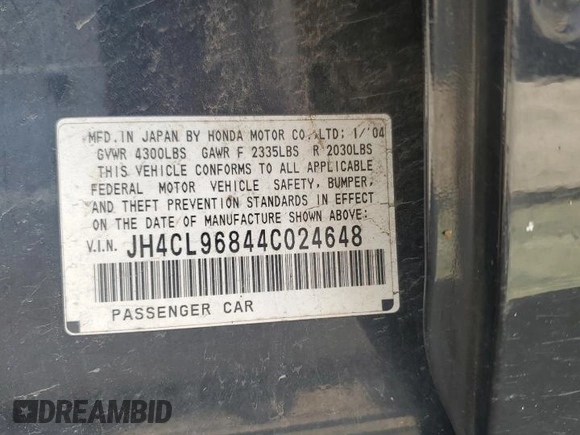 MFD. IN JAPAN BY HONDA MOTOR CO., LTD: 1/'04
GVWR 4300LBS GAWR F 2335LBS R 2030LBS
THIS VEHICLE CONFORMS TO ALL APPLICABLE
FEDERAL MOTOR VEHICLE SAFETY, BUMPER,
AND THEFT PREVENTION STANDARDS IN EFFECT
ON THE DATE OF MANUFACTURE SHOWN ABOVE:
V.I.N. JH4CL96844C024648
PASSENGER CAR
DREAMBID